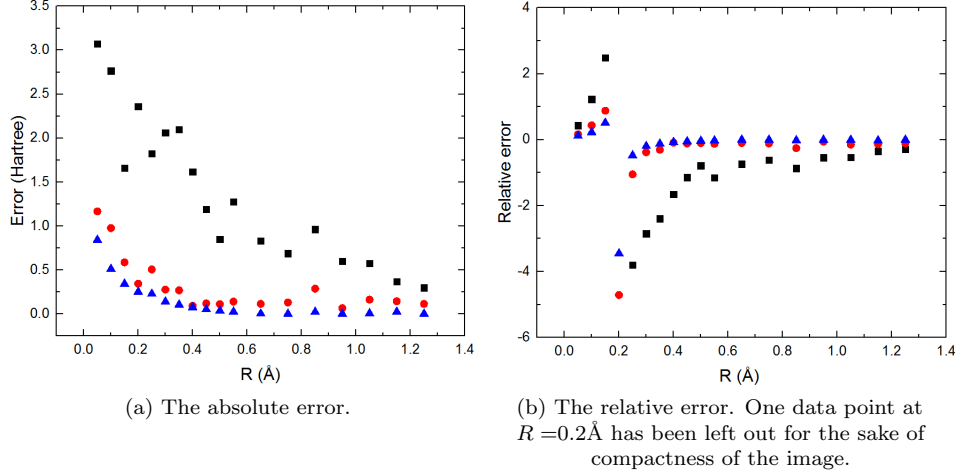 3.5
3.0
2.5
2.0
1.5
1.0
0.5
0.0
Error (Hartree)
0.0 0.2 0.4 0.6 0.8 1.0 1.2 1.4
R (Å)
(a) The absolute error.
4
2
0
-2
-4
-6
Relative error
0.0 0.2 0.4 0.6 0.8 1.0 1.2 1.4
R (Å)
(b) The relative error. One data point at
R =0.2Å has been left out for the sake of
compactness of the image.